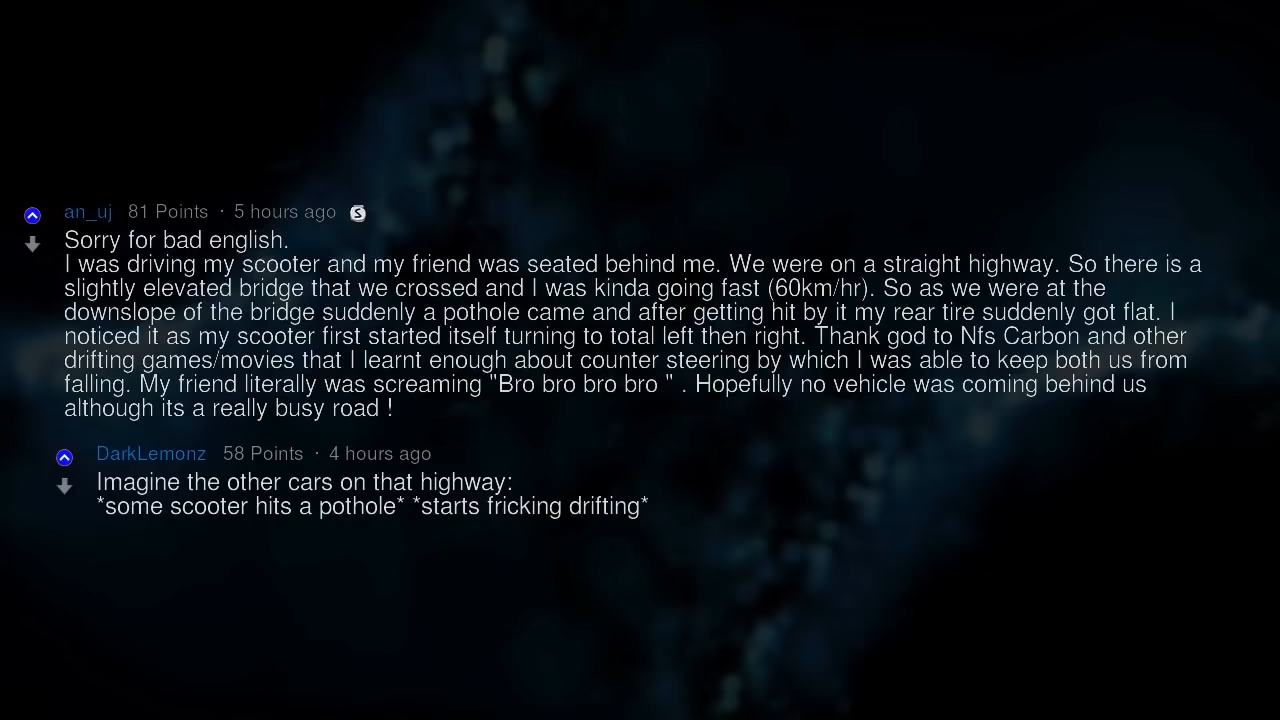 an_uj 81 Points · 5 hours ago
Sorry for bad english.
I was driving my scooter and my friend was seated behind me. We were on a straight highway. So there is a
slightly elevated bridge that we crossed and I was kinda going fast (60km/hr). So as we were at the
downslope of the bridge suddenly a pothole came and after getting hit by it my rear tire suddenly got flat. I
noticed it as my scooter first started itself turning to total left then right. Thank god to Nfs Carbon and other
drifting games/movies that I learnt enough about counter steering by which I was able to keep both us from
falling. My friend literally was screaming "Bro bro bro bro " . Hopefully no vehicle was coming behind us
although its a really busy road !
DarkLemonz 58 Points · 4 hours ago
Imagine the other cars on that highway:
*some scooter hits a pothole* *starts fricking drifting*